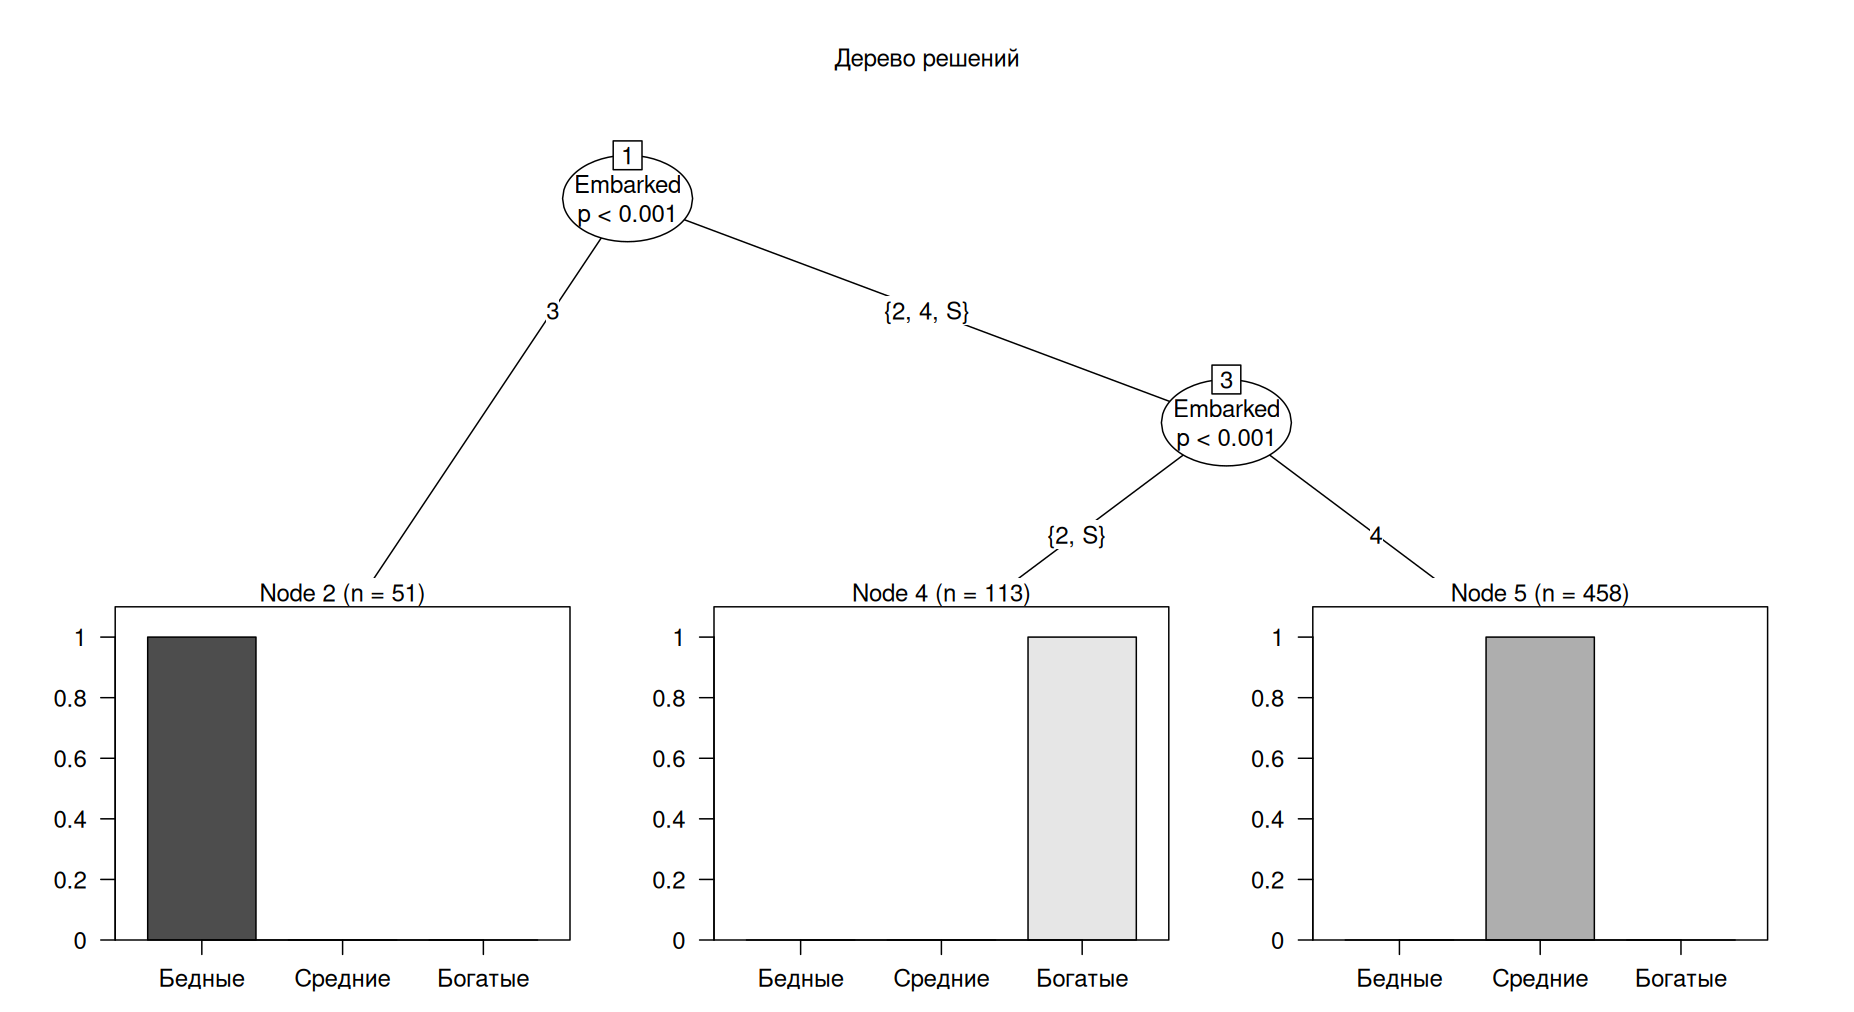 Дерево решений
1
Embarked
p < 0.001
3
{2, 4, S}
3
Embarked
p < 0.001
{2, S}
4
Node 2 (n = 51)
1
0.8
0.6
0.4
0.2
0
Бедные Средние Богатые
Node 4 (n = 113)
1
0.8
0.6
0.4
0.2
0
Бедные Средние Богатые
Node 5 (n = 458)
1
0.8
0.6
0.4
0.2
0
Бедные Средние Богатые